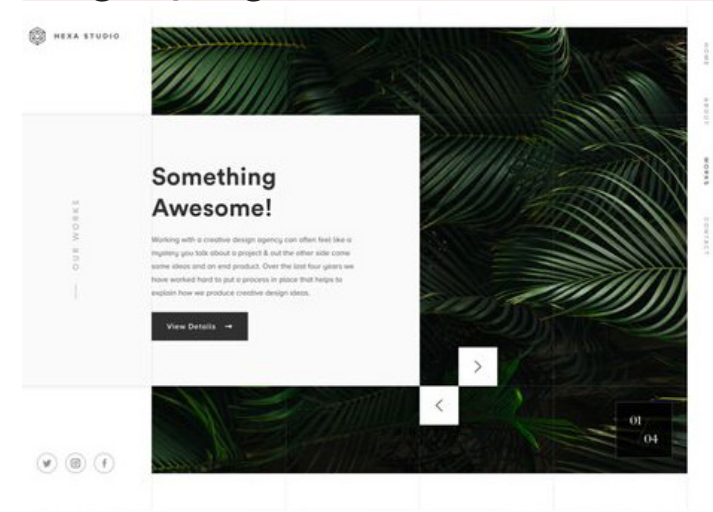 HEXA STUDIO
HOME
ABOUT
WORKS
CONTACT
OUR WORKS
Something
Awesome!
Working with a creative design agency can often feel like a
mystery you talk about a project & out the other side come
some ideas and an end product. Over the last four years we
have worked hard to put a process in place that helps to
explain how we produce creative design ideas.
View Details →
01
04